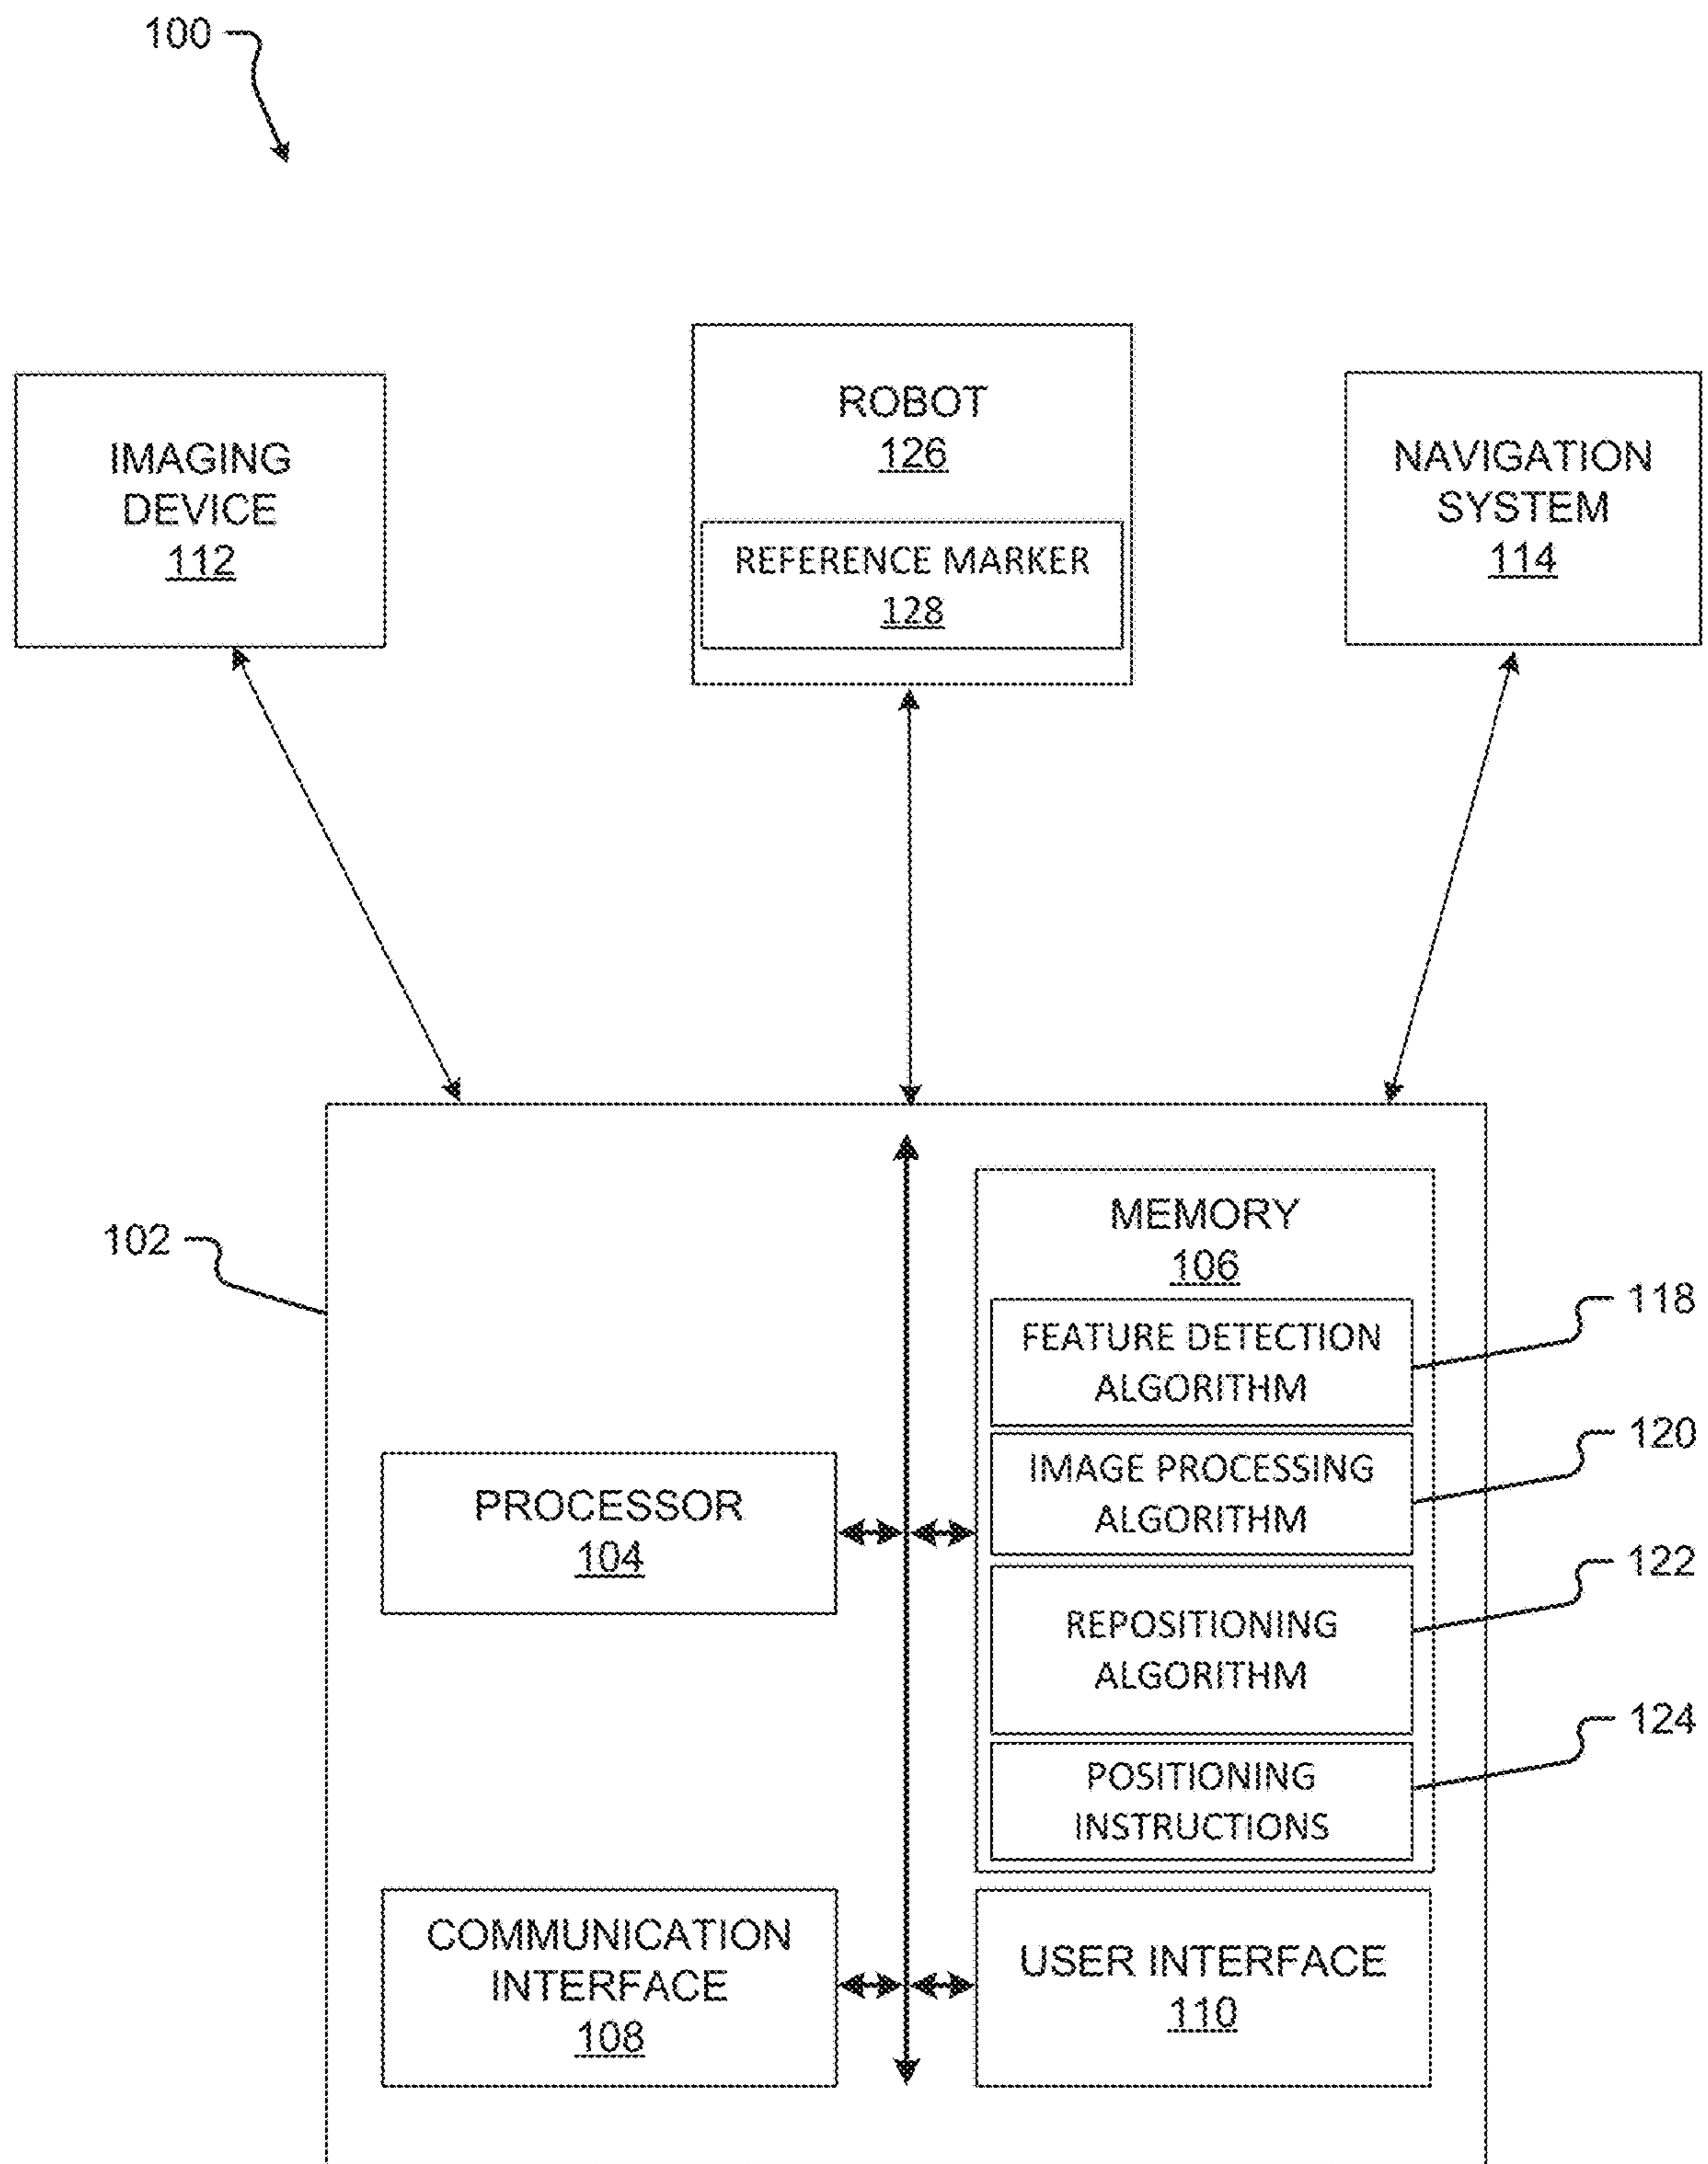 100
IMAGING
DEVICE
112
ROBOT
126
REFERENCE MARKER
128
NAVIGATION
SYSTEM
114
102
MEMORY
106
FEATURE DETECTION
ALGORITHM
118
IMAGE PROCESSING
ALGORITHM
120
PROCESSOR
104
REPOSITIONING
ALGORITHM
122
POSITIONING
INSTRUCTIONS
124
COMMUNICATION
INTERFACE
108
USER INTERFACE
110